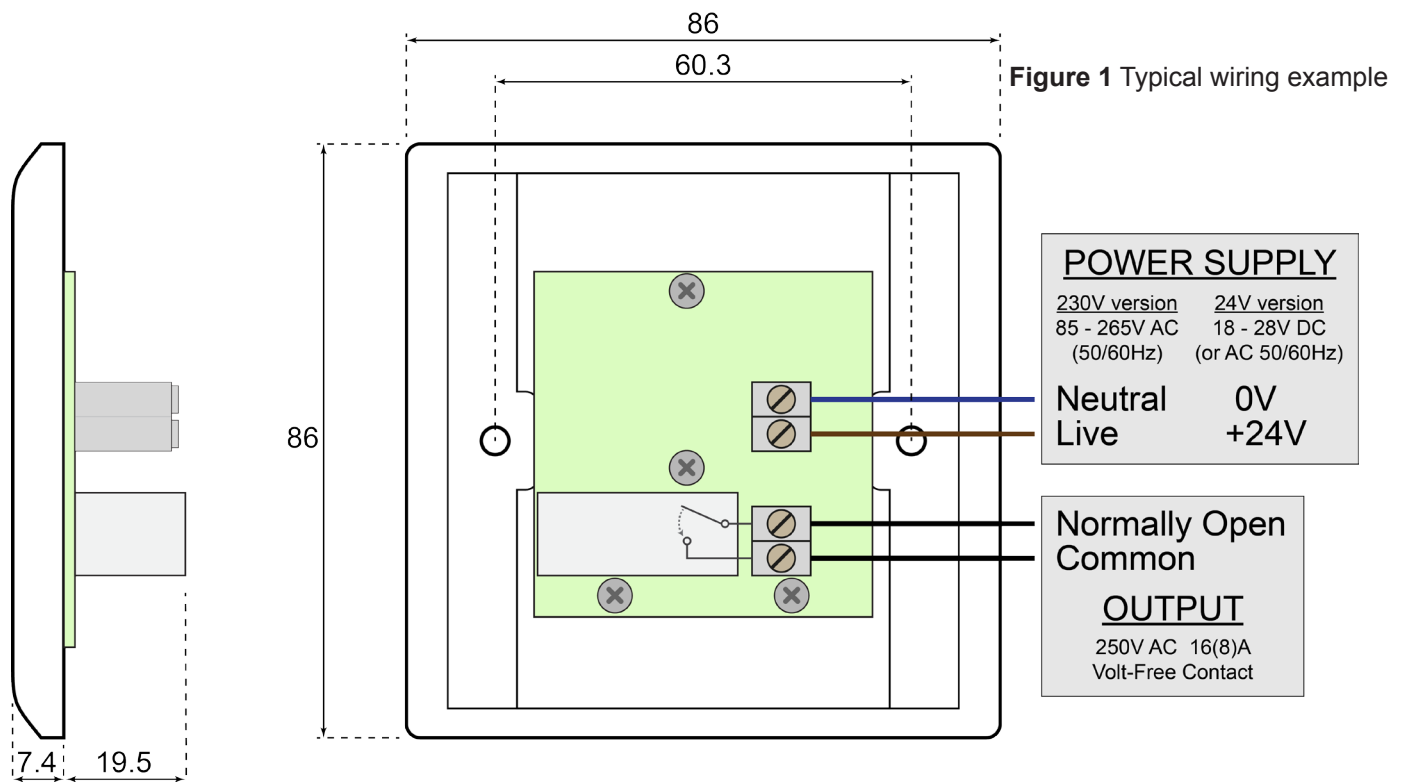 86
60.3
Figure 1 Typical wiring example
86
POWER SUPPLY
230V version 24V version
85 - 265V AC 18 - 28V DC
(50/60Hz) (or AC 50/60Hz)
Neutral 0V
Live +24V
Normally Open
Common
OUTPUT
250V AC 16(8)A
Volt-Free Contact
7.4 19.5